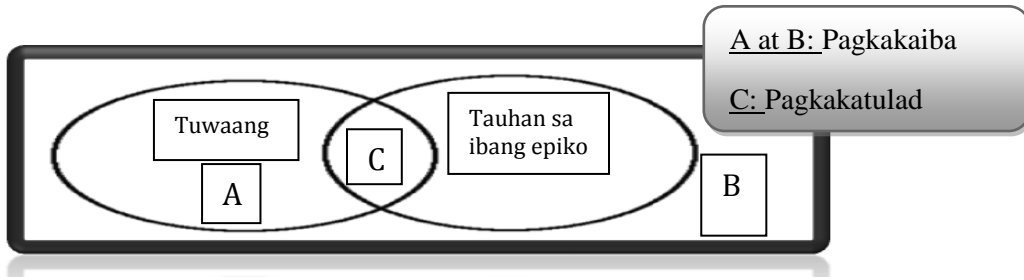 A at B: Pagkakaiba
C: Pagkakatulad
Tuwaang
Tauhan sa
ibang epiko
C
A
B